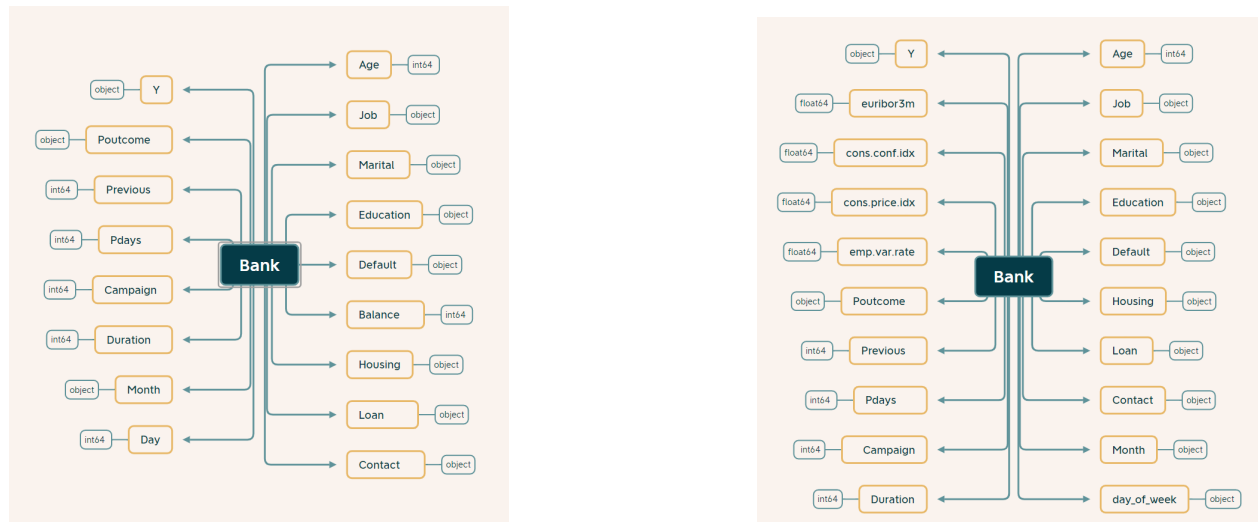 Age int64
object Y
Job object
object Poutcome
Marital object
int64 Previous
Education object
int64 Pdays
Bank
Default object
int64 Campaign
Balance int64
int64 Duration
Housing object
object Month
Loan object
int64 Day
Contact object
object Y
Age int64
float64 euribor3m
Job object
float64 cons.conf.idx
Marital object
float64 cons.price.idx
Education object
float64 emp.var.rate
Default object
Bank
object Poutcome
Housing object
int64 Previous
Loan object
int64 Pdays
Contact object
int64 Campaign
Month object
int64 Duration
day_of_week object